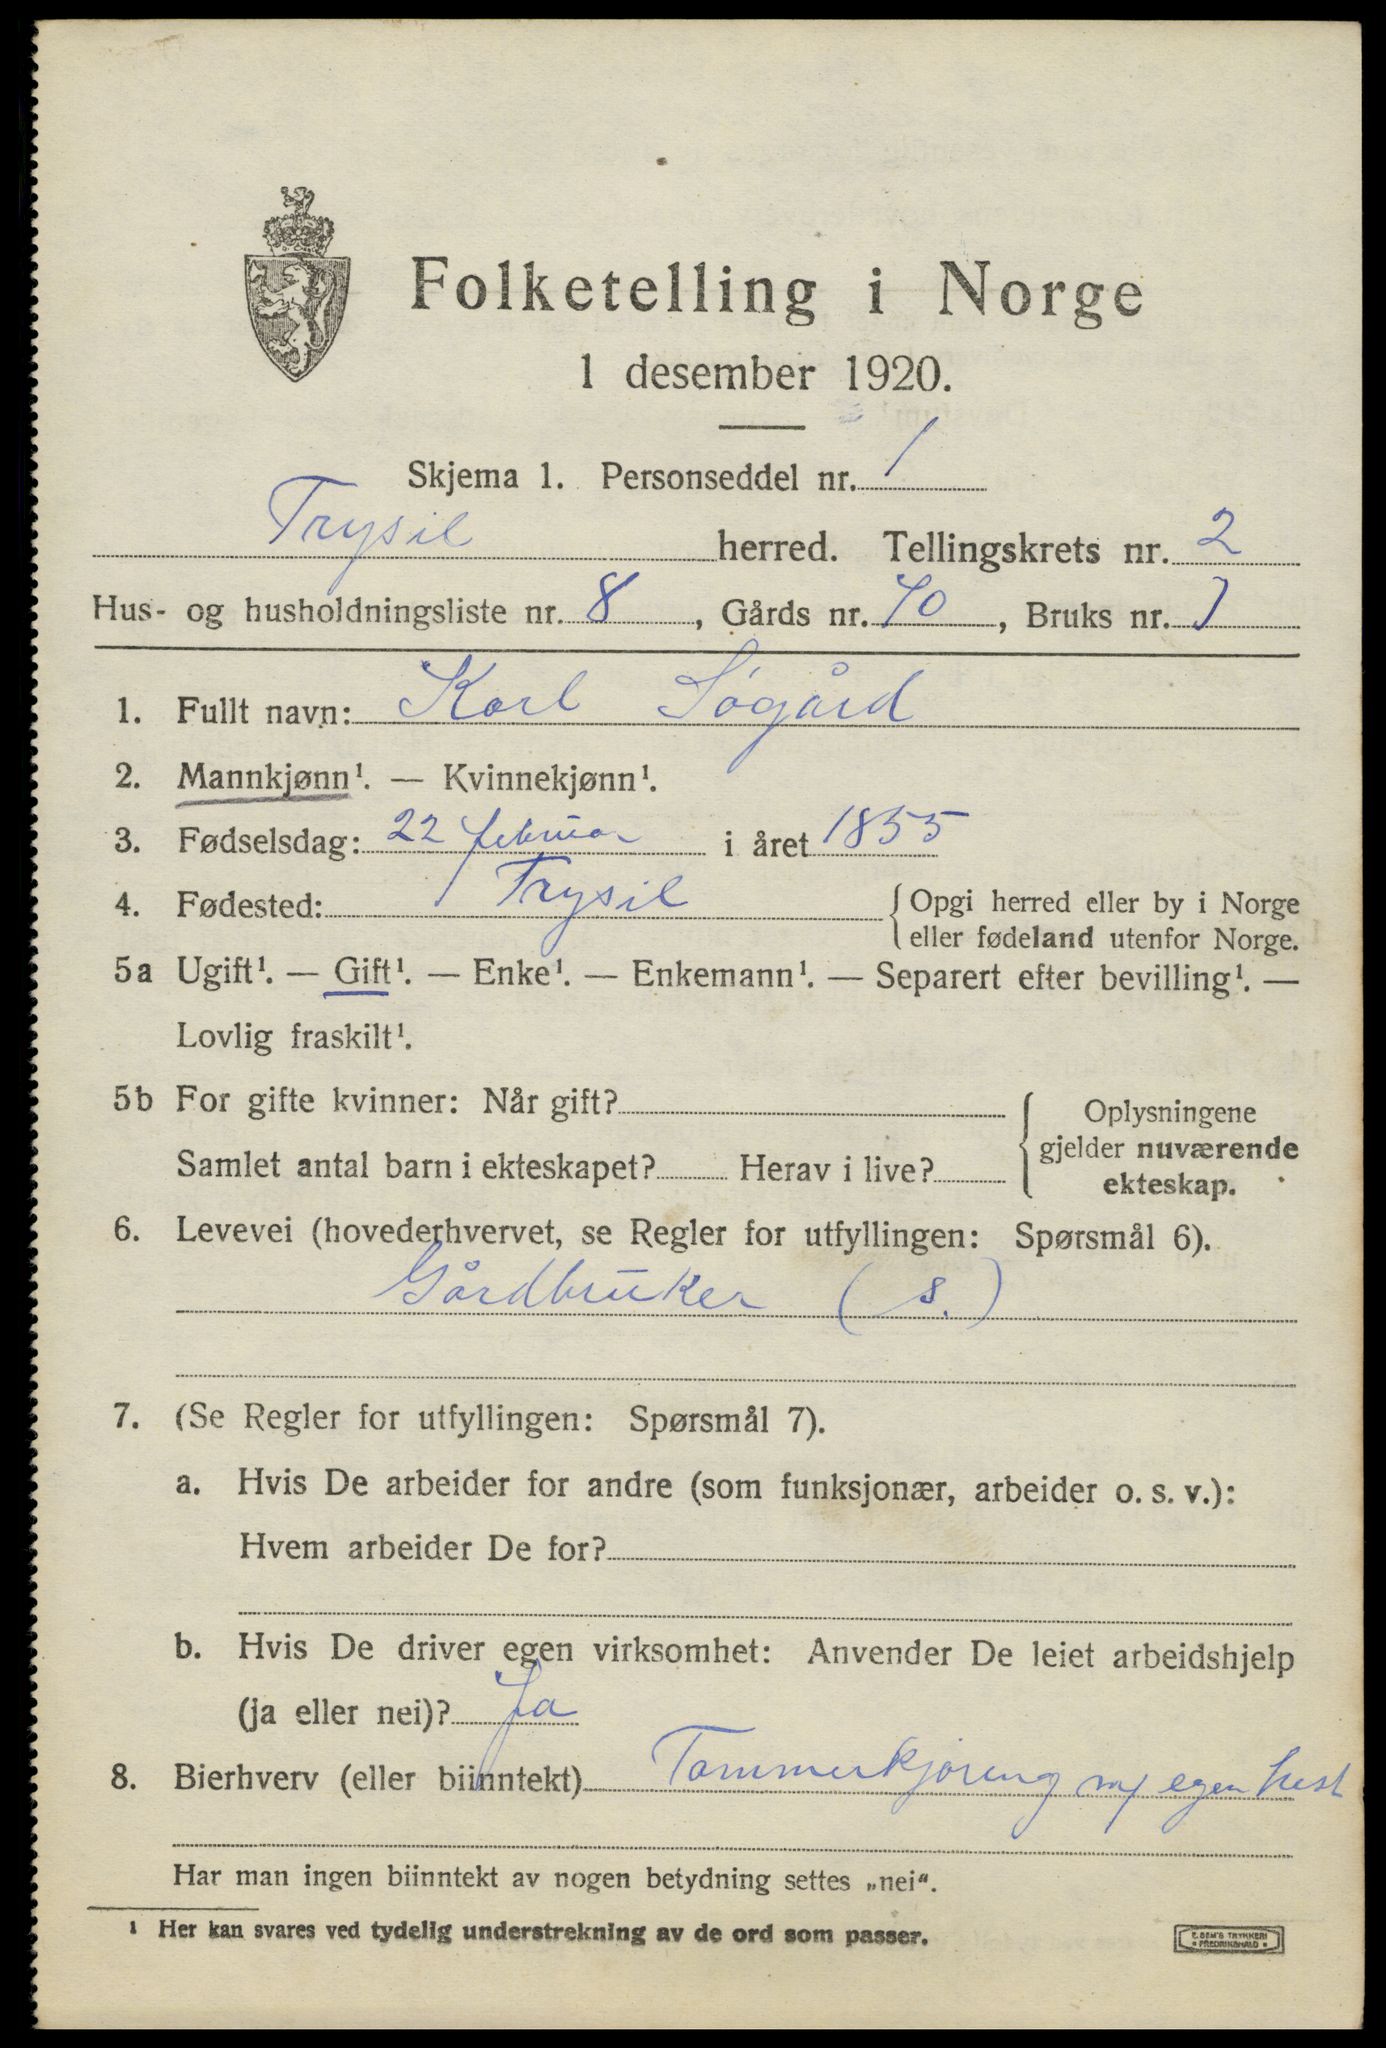 Folketelling i Norge
1 desember 1920.
Skjema 1. Personseddel nr. 1
Trysil herred. Tellingskrets nr. 2
Hus- og husholdningsliste nr. 8, Gårds nr. 40, Bruks nr.
1. Fullt navn: Karl Søgård
2. Mannkjønn¹. — Kvinnekjønn¹.
3. Fødselsdag: 22 februar i året 1855
4. Fødested: Trysil {Opgi herred eller by i Norge
eller fødeland utenfor Norge.
5a Ugift¹. — Gift¹. — Enke¹. — Enkemann¹. — Separert efter bevilling¹. —
Lovlig fraskilt¹.
5b For gifte kvinner: Når gift? { Oplysningene
gjelder nuværende
Samlet antal barn i ekteskapet? Herav i live? ekteskap.
6. Levevei (hovederhvervet, se Regler for utfyllingen: Spørsmål 6).
Gårdbruker (s.)
7. (Se Regler for utfyllingen: Spørsmål 7).
a. Hvis De arbeider for andre (som funksjonær, arbeider o. s. v.):
Hvem arbeider De for?
b. Hvis De driver egen virksomhet: Anvender De leiet arbeidshjelp
(ja eller nei)? Ja
8. Bierhverv (eller biinntekt) Tømmerkjøring m/ egen hest
Har man ingen biinntekt av nogen betydning settes „nei“.
¹ Her kan svares ved tydelig understrekning av de ord som passer.
E. SEM'S TRYKKERI
FREDRIKSHALD